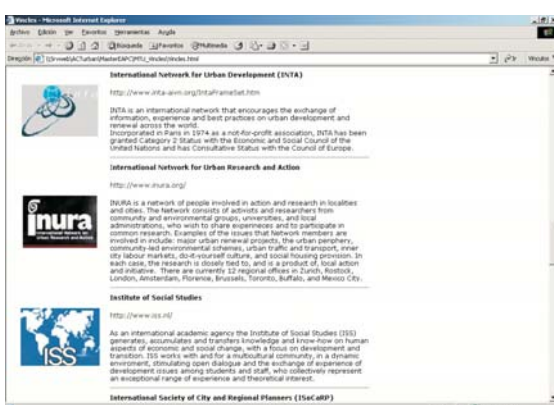 Vincles - Microsoft Internet Explorer
Archivo Edición Ver Favoritos Herramientas Ayuda
Búsqueda Favoritos Multimedia
Dirección
Ir Vínculos
International Network for Urban Development (INTA)
http://www.inta-aivn.org/IntaFrameSet.htm
INTA is an international network that encourages the exchange of
information, experience and best practices on urban development and
renewal across the world.
Incorporated in Paris in 1974 as a not-for-profit association, INTA has been
granted Category 2 Status with the Economic and Social Council of the
United Nations and has Consultative Status with the Council of Europe.
International Network for Urban Research and Action
http://www.inura.org/
inura
International Network for
Urban Research and Action
INURA is a network of people involved in action and research in localities
and cities. The Network consists of activists and researchers from
community and environmental groups, universities, and local
administrations, who wish to share experiences and to participate in
common research. Examples of the issues that Network members are
involved in include: major urban renewal projects, the urban periphery,
community-led environmental schemes, urban traffic and transport, inner
city labour markets, do-it-yourself culture, and social housing provision. In
each case, the research is closely tied to, and is a product of, local action
and initiative. There are currently 12 regional offices in Zurich, Rostock,
London, Amsterdam, Florence, Brussels, Toronto, Buffalo, and Mexico City.
Institute of Social Studies
http://www.iss.nl/
ISS
As an international academic agency the Institute of Social Studies (ISS)
generates, accumulates and transfers knowledge and know-how on human
aspects of economic and social change, with a focus on development and
transition. ISS works with and for a multicultural community, in a dynamic
environment, stimulating open dialogue and the exchange of experience of
development issues among students and staff, who collectively represent
an exceptional range of experience and theoretical interest.
International Society of City and Regional Planners (ISoCaRP)